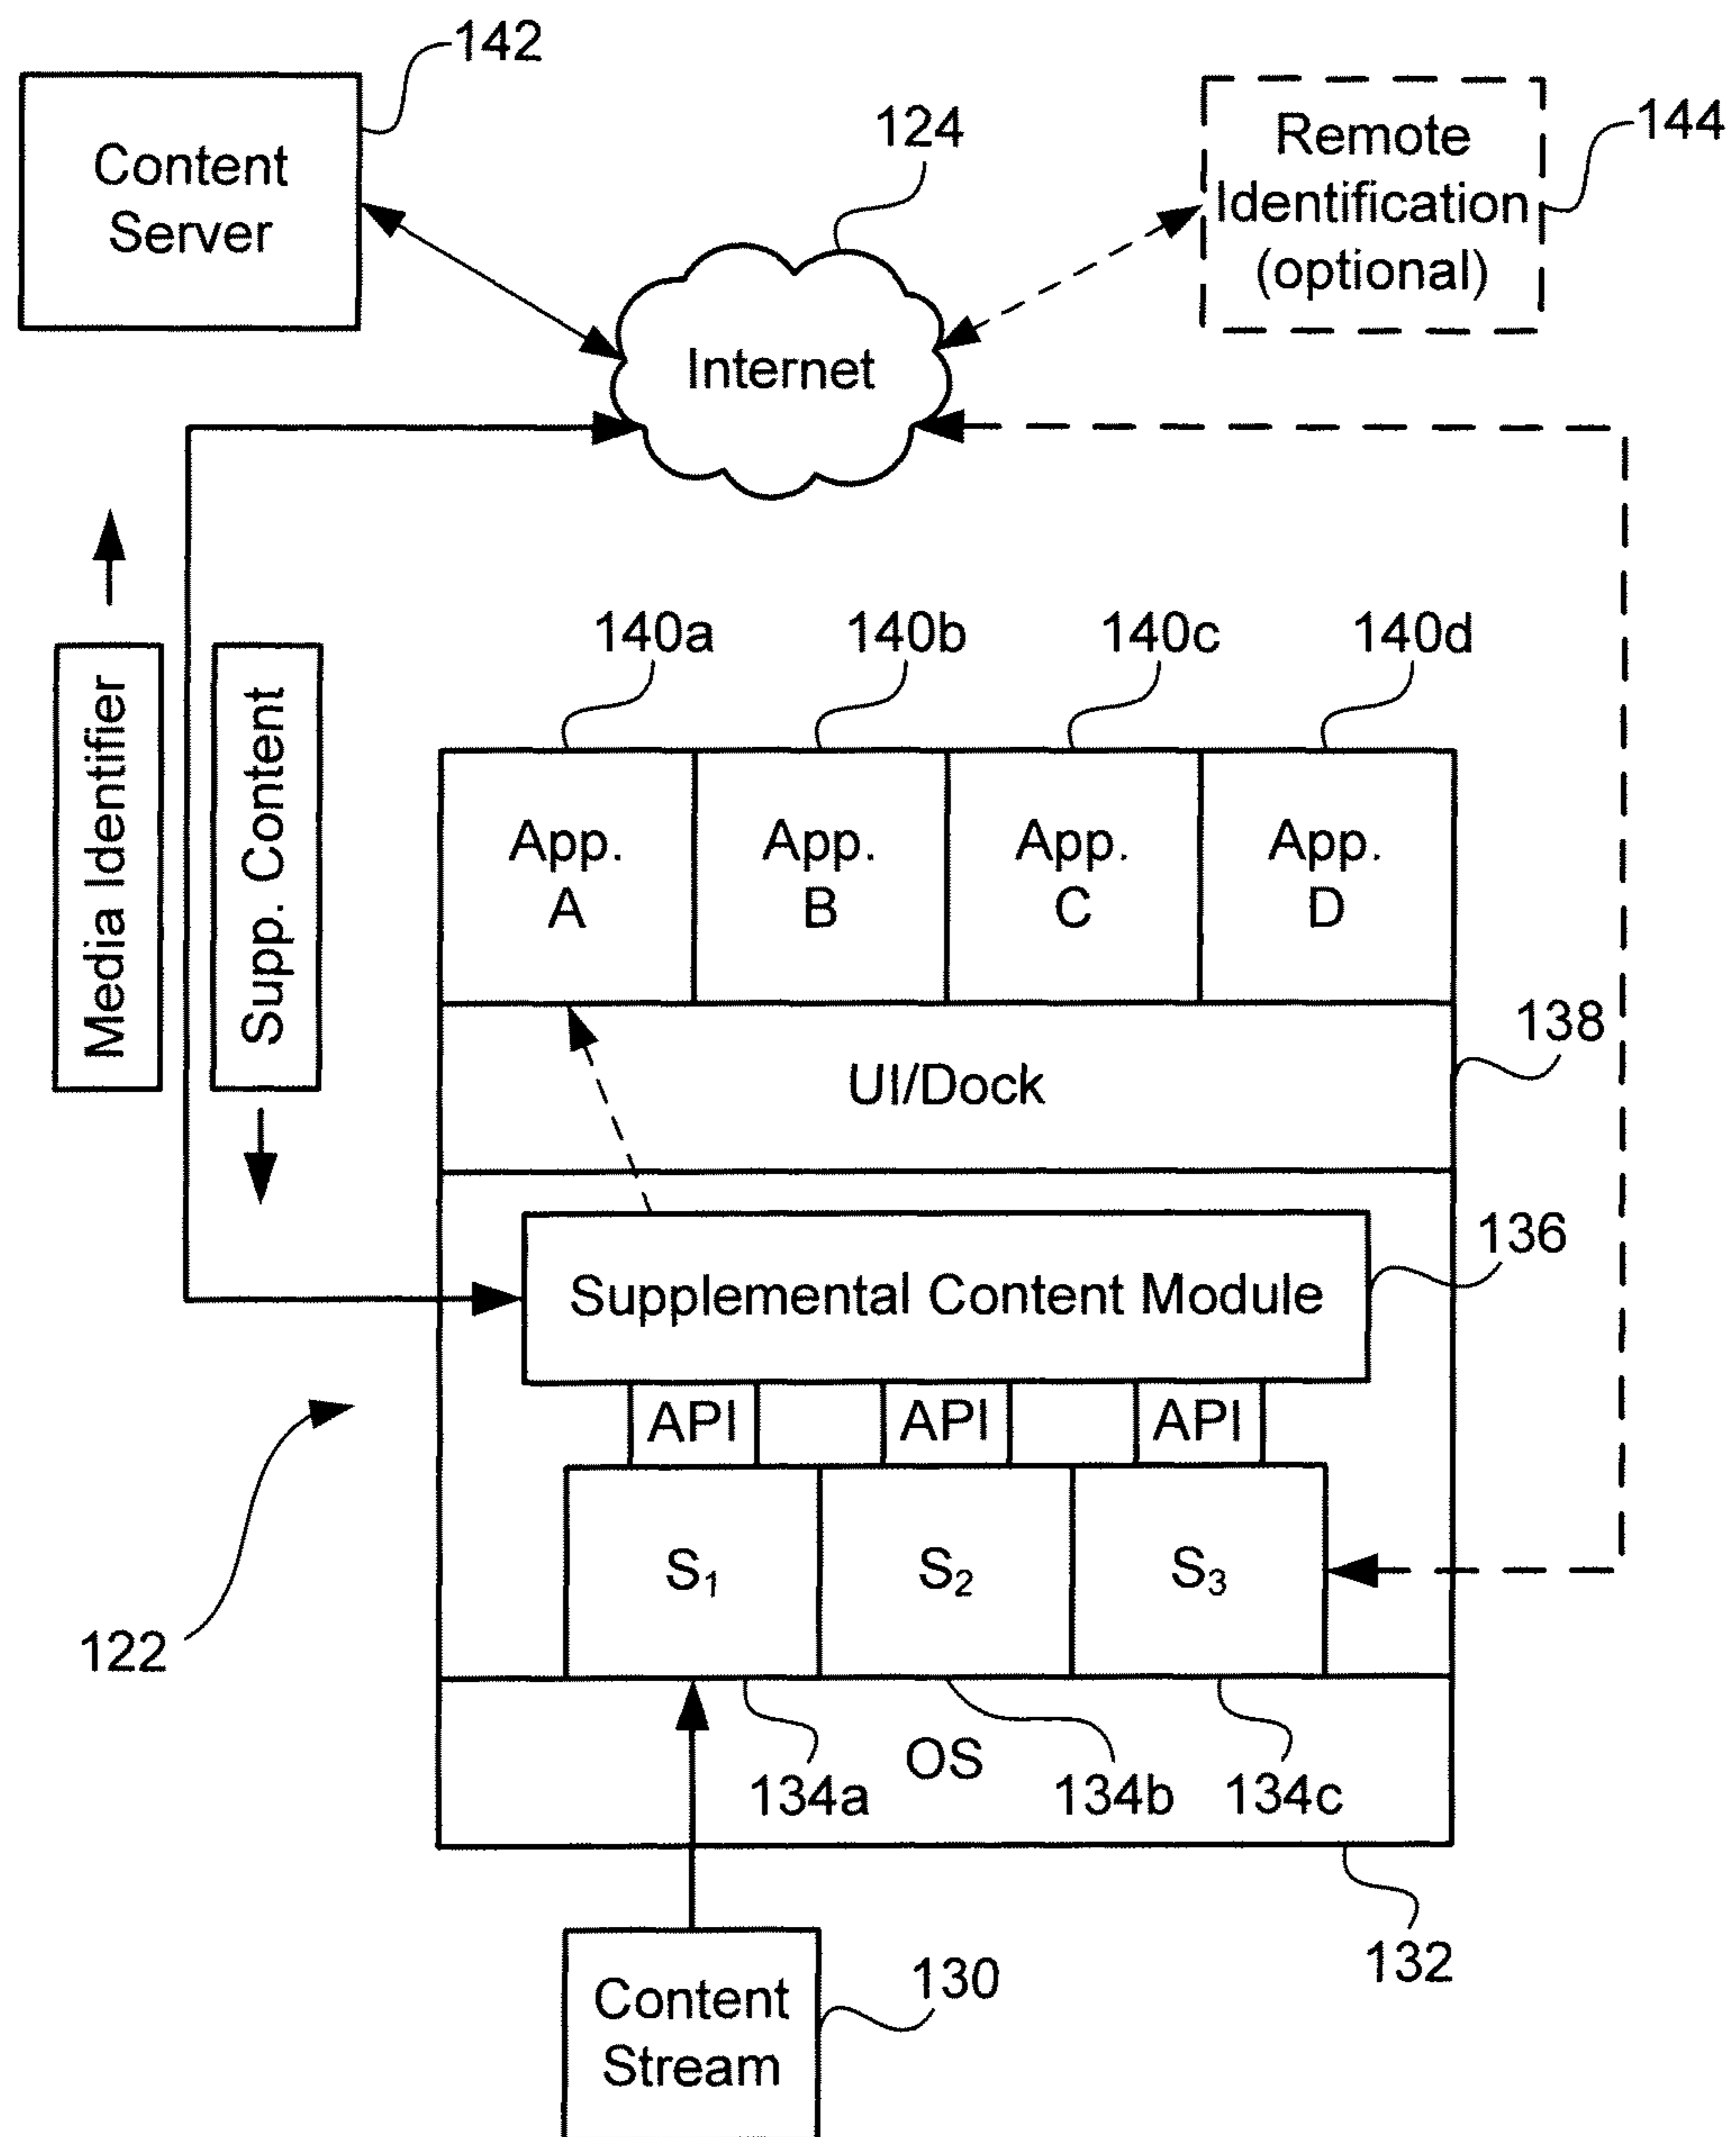 142
Content
Server
124
Remote
Identification
(optional)
144
Internet
140a
140b
140c
140d
Media Identifier
Supp. Content
App.
A
App.
B
App.
C
App.
D
138
UI/Dock
136
Supplemental Content Module
API
API
API
S₁
S₂
S₃
122
OS
134a
134b
134c
132
Content
Stream
130